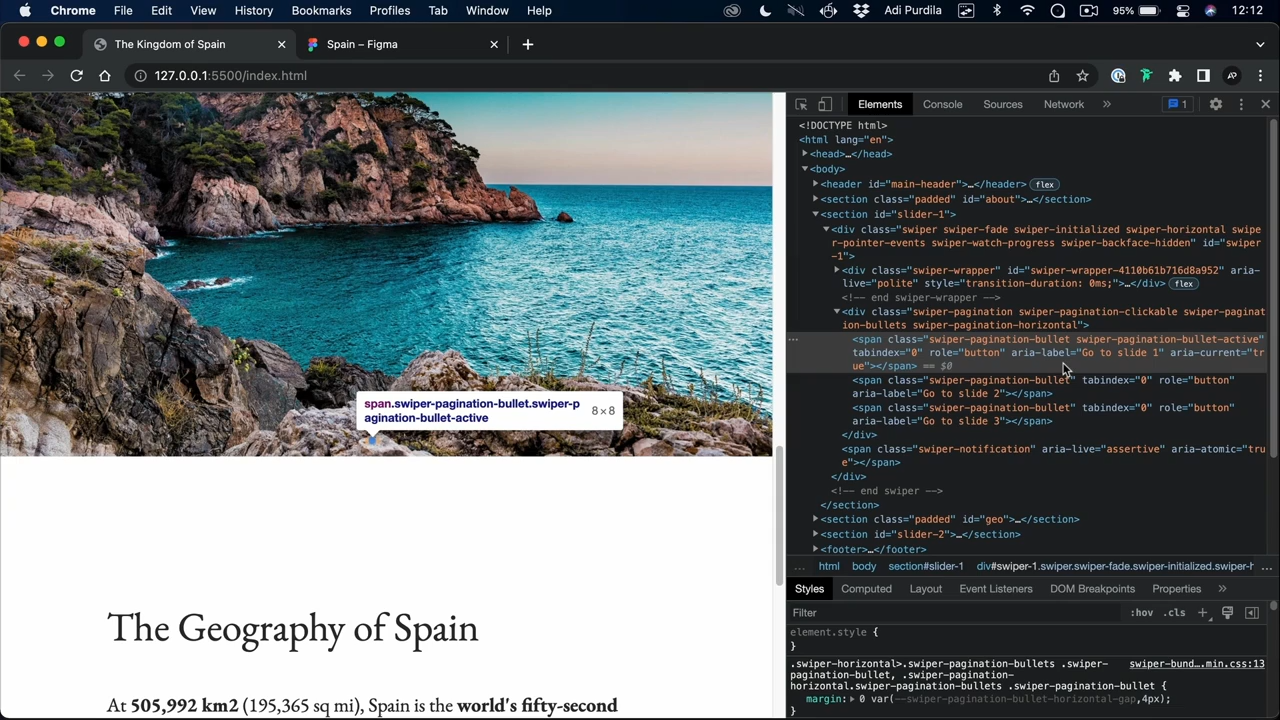 Chrome File Edit View History Bookmarks Profiles Tab Window Help Adi Purdila 95% 12:12
The Kingdom of Spain
Spain – Figma
127.0.0.1:5500/index.html
span.swiper-pagination-bullet.swiper-p
agination-bullet-active
8×8
The Geography of Spain
At 505,992 km2 (195,365 sq mi), Spain is the world's fifty-second
Elements Console Sources Network » 1
<!DOCTYPE html>
<html lang="en">
<head>…</head>
<body>
<header id="main-header">…</header> flex
<section class="padded" id="about">…</section>
<section id="slider-1">
<div class="swiper swiper-fade swiper-initialized swiper-horizontal swipe
r-pointer-events swiper-watch-progress swiper-backface-hidden" id="swiper
-1">
<div class="swiper-wrapper" id="swiper-wrapper-4110b61b716d8a952" aria-
live="polite" style="transition-duration: 0ms;">…</div> flex
<!-- end swiper-wrapper -->
<div class="swiper-pagination swiper-pagination-clickable swiper-paginat
ion-bullets swiper-pagination-horizontal">
<span class="swiper-pagination-bullet swiper-pagination-bullet-active"
tabindex="0" role="button" aria-label="Go to slide 1" aria-current="tr
ue"></span> == $0
<span class="swiper-pagination-bullet" tabindex="0" role="button"
aria-label="Go to slide 2"></span>
<span class="swiper-pagination-bullet" tabindex="0" role="button"
aria-label="Go to slide 3"></span>
</div>
<span class="swiper-notification" aria-live="assertive" aria-atomic="tru
e"></span>
</div>
<!-- end swiper -->
</section>
<section class="padded" id="geo">…</section>
<section id="slider-2">…</section>
<footer>…</footer>
… html body section#slider-1 div#swiper-1.swiper.swiper-fade.swiper-initialized.swiper-h …
Styles Computed Layout Event Listeners DOM Breakpoints Properties »
Filter :hov .cls +
element.style {
}
.swiper-horizontal>.swiper-pagination-bullets .swiper- swiper-bund….min.css:13
pagination-bullet, .swiper-pagination-
horizontal.swiper-pagination-bullets .swiper-pagination-bullet {
margin: 0 var(--swiper-pagination-bullet-horizontal-gap,4px);
}